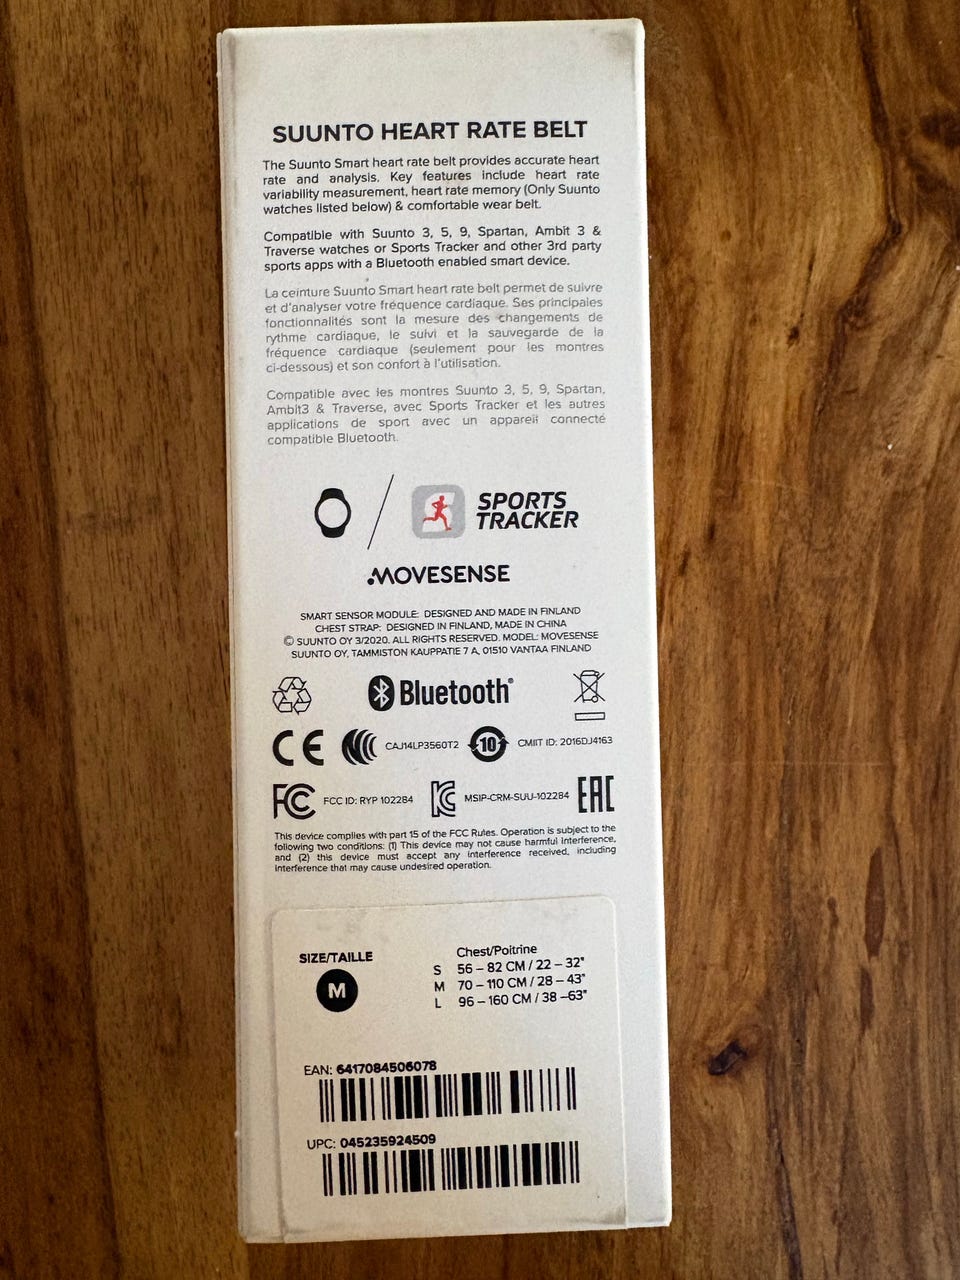 SUUNTO HEART RATE BELT
The Suunto Smart heart rate belt provides accurate heart
rate and analysis. Key features include heart rate
variability measurement, heart rate memory (Only Suunto
watches listed below) & comfortable wear belt.
Compatible with Suunto 3, 5, 9, Spartan, Ambit 3 &
Traverse watches or Sports Tracker and other 3rd party
sports apps with a Bluetooth enabled smart device.
La ceinture Suunto Smart heart rate belt permet de suivre
et d'analyser votre fréquence cardiaque. Ses principales
fonctionnalités sont la mesure des changements de
rythme cardiaque, le suivi et la sauvegarde de la
fréquence cardiaque (seulement pour les montres
ci-dessous) et son confort à l'utilisation.
Compatible avec les montres Suunto 3, 5, 9, Spartan,
Ambit3 & Traverse, avec Sports Tracker et les autres
applications de sport avec un appareil connecté
compatible Bluetooth.
SPORTS
TRACKER
MOVESENSE
SMART SENSOR MODULE: DESIGNED AND MADE IN FINLAND
CHEST STRAP: DESIGNED IN FINLAND, MADE IN CHINA
© SUUNTO OY 3/2020. ALL RIGHTS RESERVED. MODEL: MOVESENSE
SUUNTO OY, TAMMISTON KAUPPATIE 7 A, 01510 VANTAA FINLAND
Bluetooth®
CE CAJ14LP3560T2 10 CMIIT ID: 2016DJ4163
FC FCC ID: RYP 102284 KC MSIP-CRM-SUU-102284 EAC
This device complies with part 15 of the FCC Rules. Operation is subject to the
following two conditions: (1) This device may not cause harmful interference,
and (2) this device must accept any interference received, including
interference that may cause undesired operation.
SIZE/TAILLE
M
Chest/Poitrine
S 56 – 82 CM / 22 – 32"
M 70 – 110 CM / 28 – 43"
L 96 – 160 CM / 38 –63"
EAN: 6417084506078
UPC: 045235924509